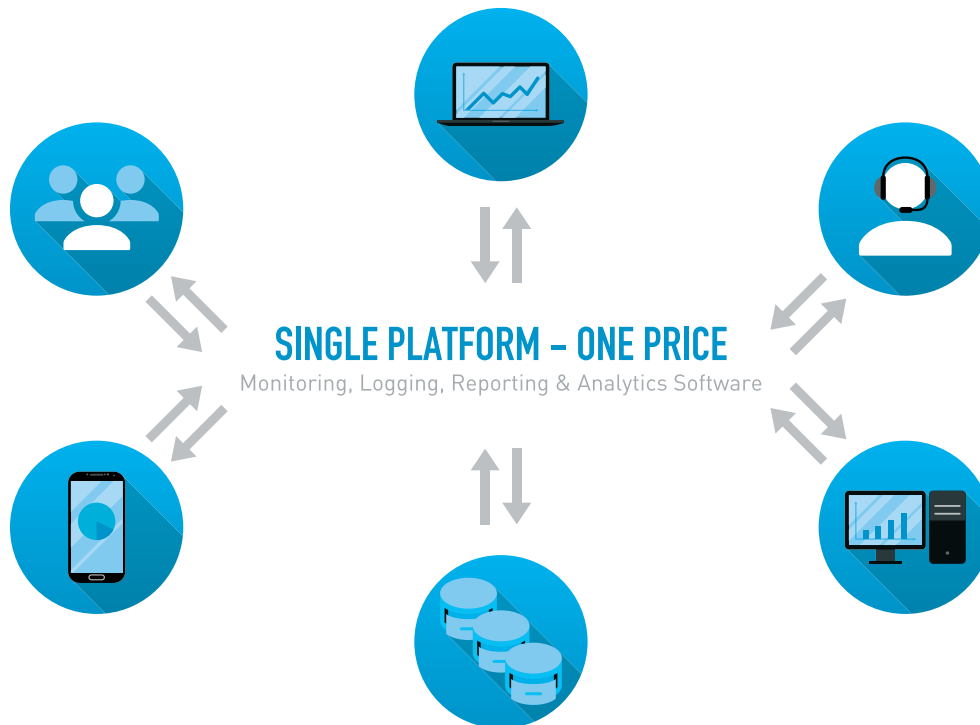 SINGLE PLATFORM – ONE PRICE
Monitoring, Logging, Reporting & Analytics Software